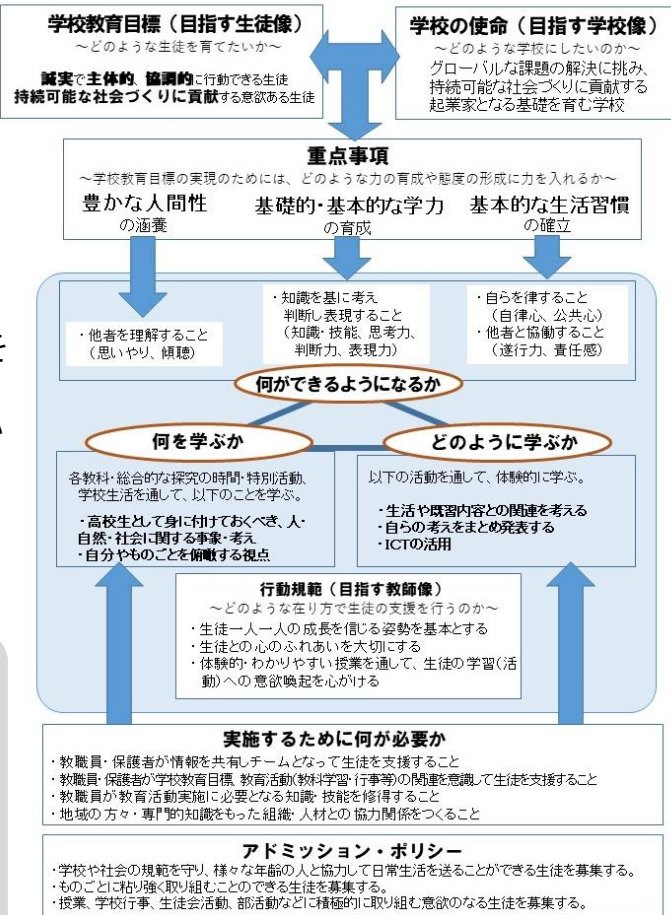 学校教育目標（目指す生徒像）
～どのような生徒を育てたいか～
誠実で主体的、協調的に行動できる生徒
持続可能な社会づくりに貢献する意欲ある生徒
学校の使命（目指す学校像）
～どのような学校にしたいのか～
グローバルな課題の解決に挑み、
持続可能な社会づくりに貢献する
起業家となる基礎を育む学校
重点事項
～学校教育目標の実現のためには、どのような力の育成や態度の形成に力を入れるか～
豊かな人間性
の涵養
基礎的・基本的な学力
の育成
基本的な生活習慣
の確立
・他者を理解すること
（思いやり、傾聴）
・知識を基に考え
判断し表現すること
（知識・技能、思考力、
判断力、表現力）
・自らを律すること
（自律心、公共心）
・他者と協働すること
（遂行力、責任感）
何ができるようになるか
何を学ぶか
どのように学ぶか
各教科・総合的な探究の時間・特別活動、
学校生活を通して、以下のことを学ぶ。
・高校生として身に付けておくべき、人・
自然・社会に関する事象・考え
・自分やものごとを俯瞰する視点
以下の活動を通して、体験的に学ぶ。
・生活や既習内容との関連を考える
・自らの考えをまとめ発表する
・ICTの活用
行動規範（目指す教師像）
～どのような在り方で生徒の支援を行うのか～
・生徒一人一人の成長を信じる姿勢を基本とする
・生徒との心のふれあいを大切にする
・体験的・わかりやすい授業を通して、生徒の学習（活
動）への意欲喚起を心がける
実施するために何が必要か
・教職員・保護者が情報を共有しチームとなって生徒を支援すること
・教職員・保護者が学校教育目標、教育活動（教科学習・行事等）の関連を意識して生徒を支援すること
・教職員が教育活動実施に必要となる知識・技能を修得すること
・地域の方々・専門的知識をもった組織・人材との協力関係をつくること
アドミッション・ポリシー
・学校や社会の規範を守り、様々な年齢の人と協力して日常生活を送ることができる生徒を募集する。
・ものごとに粘り強く取り組むことのできる生徒を募集する。
・授業、学校行事、生徒会活動、部活動などに積極的に取り組む意欲のなる生徒を募集する。